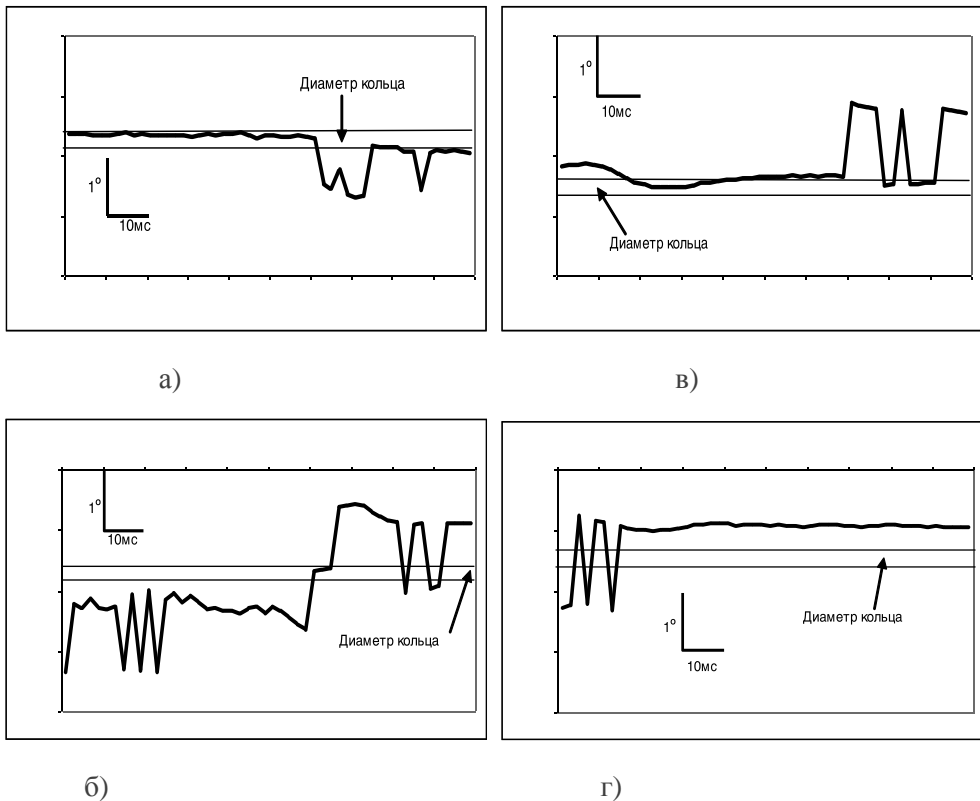 Диаметр кольца
1°
10мс
а)
1°
10мс
Диаметр кольца
в)
1°
10мс
Диаметр кольца
б)
Диаметр кольца
1°
10мс
г)